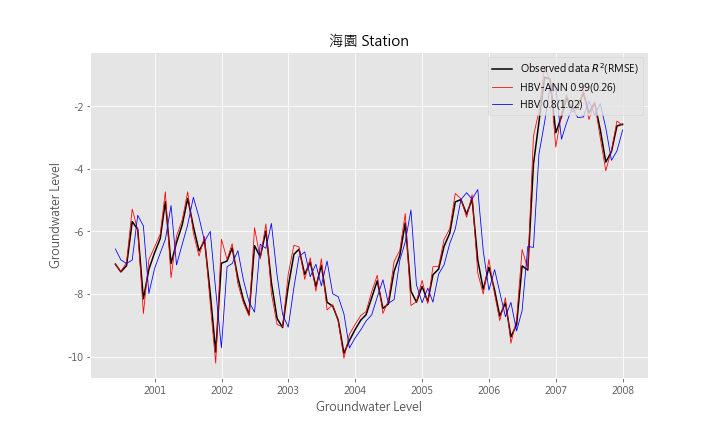 海園 Station
Observed data R²(RMSE)
HBV-ANN 0.99(0.26)
HBV 0.8(1.02)
Groundwater Level
-2
-4
-6
-8
-10
2001 2002 2003 2004 2005 2006 2007 2008
Groundwater Level